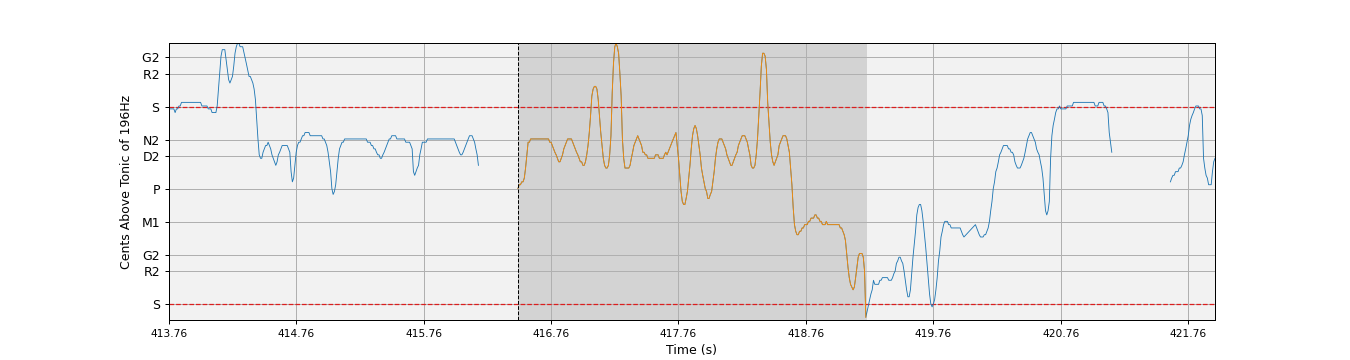 G2
R2
S
N2
D2
P
M1
G2
R2
S
Cents Above Tonic of 196Hz
413.76 414.76 415.76 416.76 417.76 418.76 419.76 420.76 421.76
Time (s)